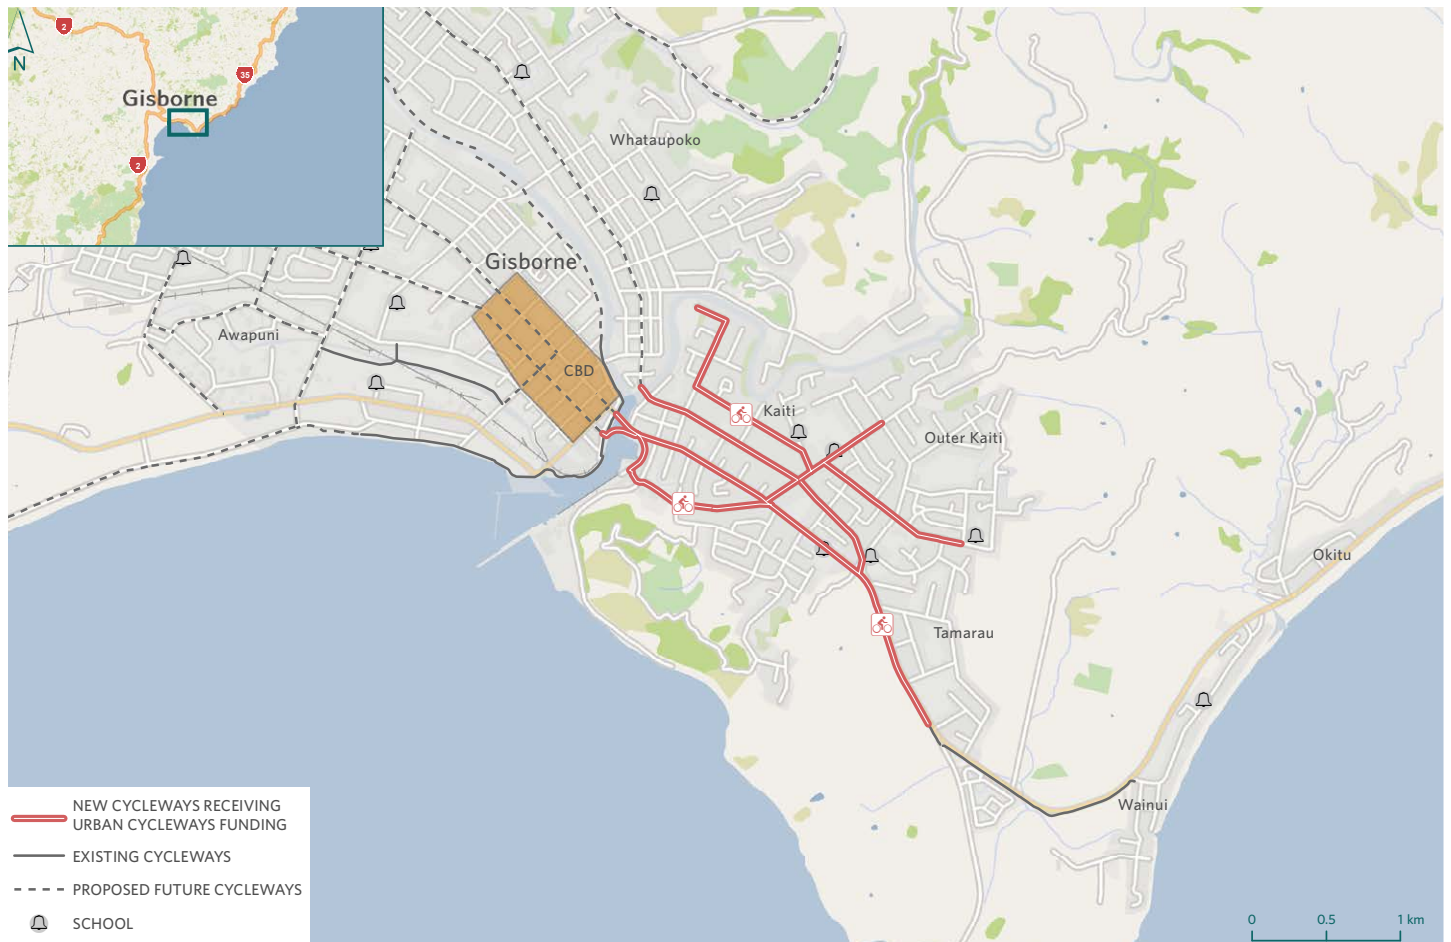 2
35
Gisborne
N
2
Whataupoko
Gisborne
Awapuni
CBD
Kaiti
Outer Kaiti
Okitu
Tamarau
Wainui
NEW CYCLEWAYS RECEIVING
URBAN CYCLEWAYS FUNDING
EXISTING CYCLEWAYS
PROPOSED FUTURE CYCLEWAYS
SCHOOL
0 0.5 1 km